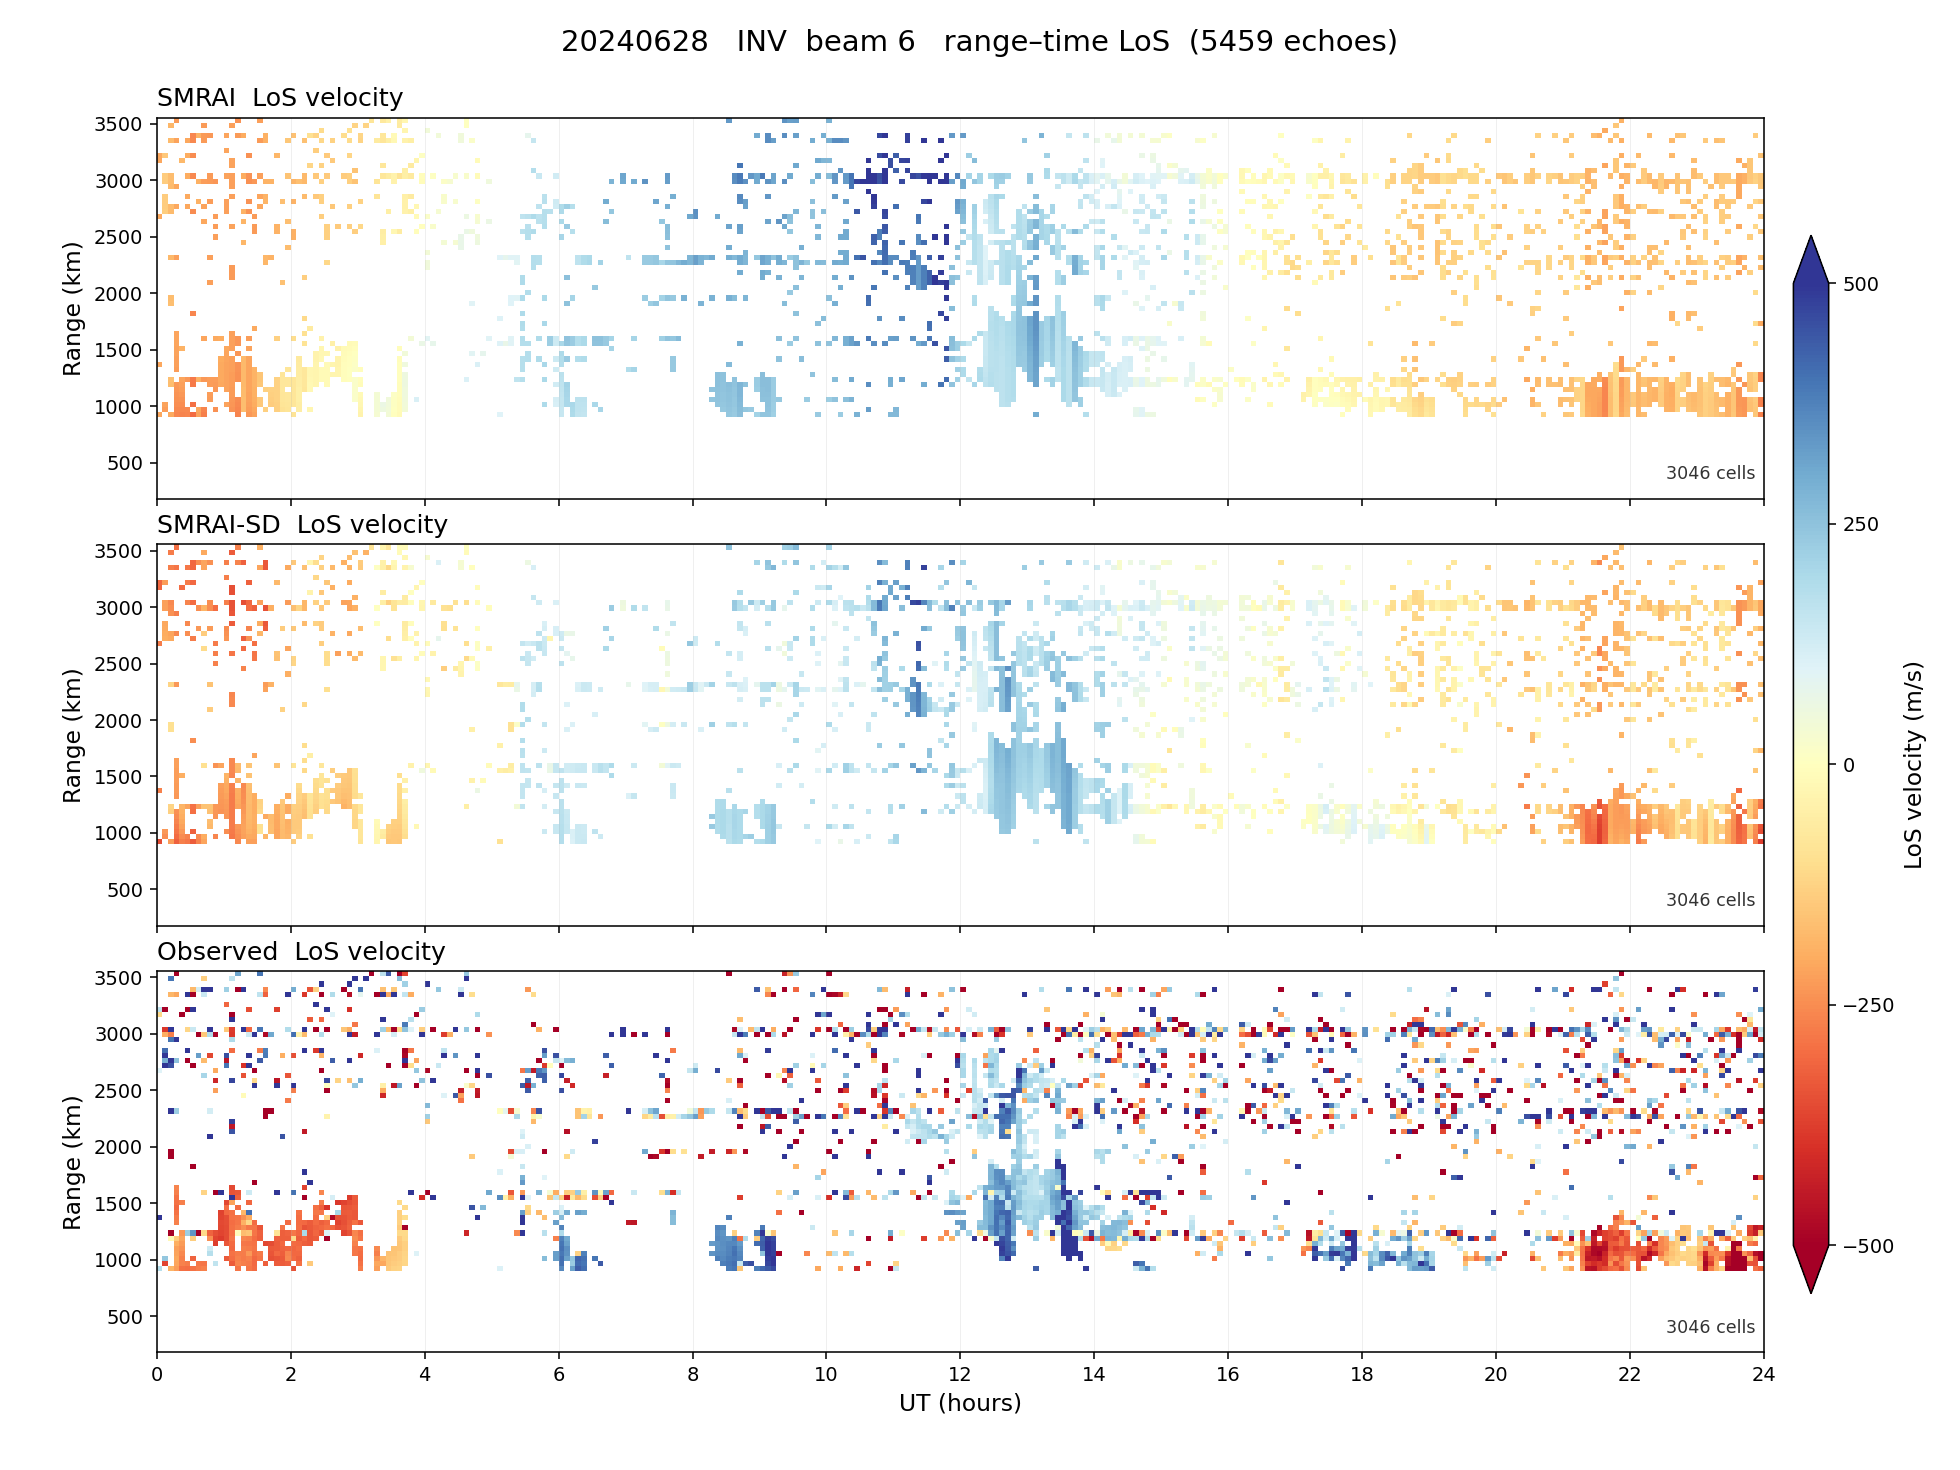 20240628   INV  beam 6   range–time LoS  (5459 echoes)
SMRAI  LoS velocity
3500
3000
2500
2000
1500
1000
500
Range (km)
3046 cells
SMRAI-SD  LoS velocity
3500
3000
2500
2000
1500
1000
500
Range (km)
3046 cells
Observed  LoS velocity
3500
3000
2500
2000
1500
1000
500
Range (km)
3046 cells
0 2 4 6 8 10 12 14 16 18 20 22 24
UT (hours)
500
250
0
−250
−500
LoS velocity (m/s)